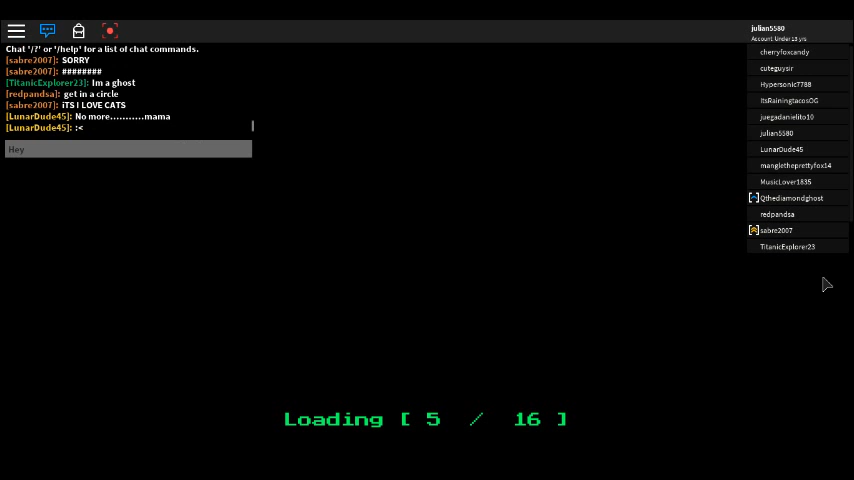 julian5580
Account: Under 13 yrs
Chat '/?' or '/help' for a list of chat commands.
[sabre2007]: SORRY
[sabre2007]: ########
[TitanicExplorer23]: Im a ghost
[redpandsa]: get in a circle
[sabre2007]: iTS I LOVE CATS
[LunarDude45]: No more...........mama
[LunarDude45]: :<
Hey
cherryfoxcandy
cuteguysir
Hypersonic7788
ItsRainingtacosOG
juegadanielito10
julian5580
LunarDude45
mangletheprettyfox14
MusicLover1835
Qthediamondghost
redpandsa
sabre2007
TitanicExplorer23
Loading [ 5 / 16 ]